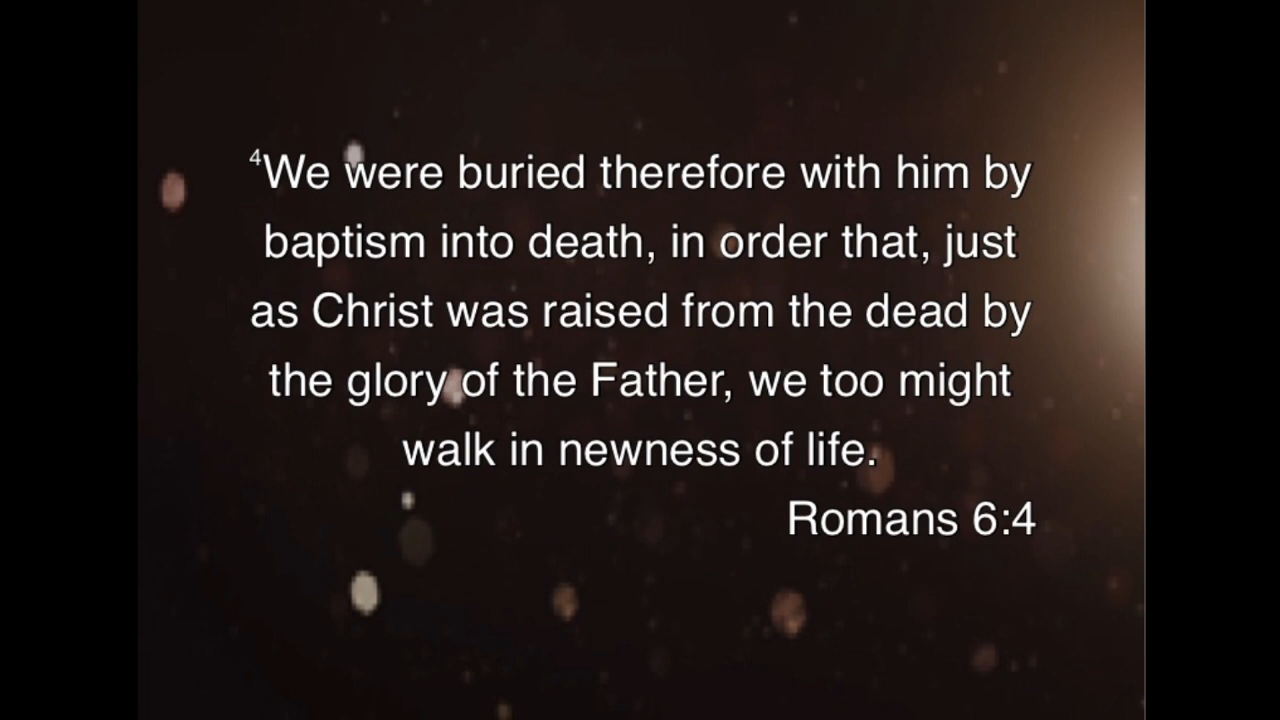 ⁴We were buried therefore with him by
baptism into death, in order that, just
as Christ was raised from the dead by
the glory of the Father, we too might
walk in newness of life.
Romans 6:4